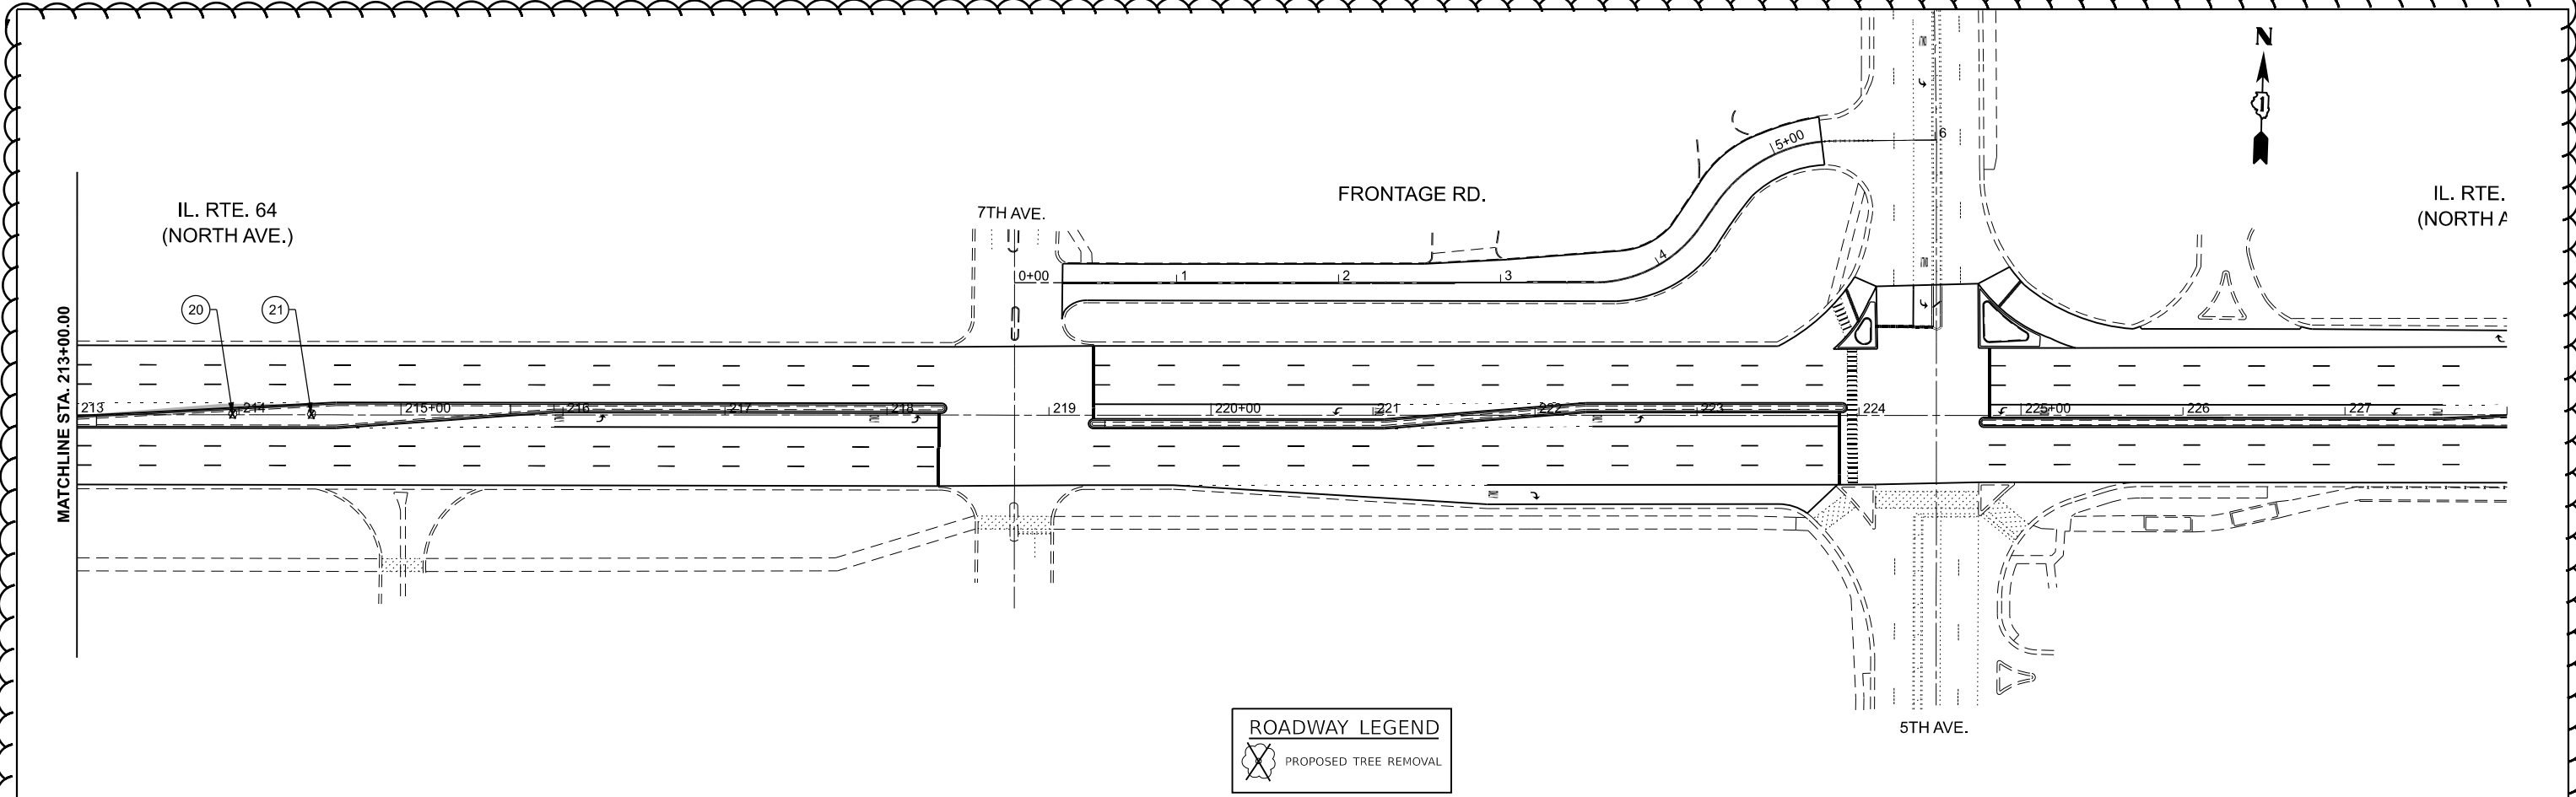 N
1
6
5+00
IL. RTE. 64
(NORTH AVE.)
FRONTAGE RD.
IL. RTE.
(NORTH A
7TH AVE.
4
0+00
1
2
3
20
21
MATCHLINE STA. 213+00.00
213
214
215+00
216
217
218
219
220+00
221
222
223
224
225+00
226
227
5TH AVE.
ROADWAY LEGEND
PROPOSED TREE REMOVAL